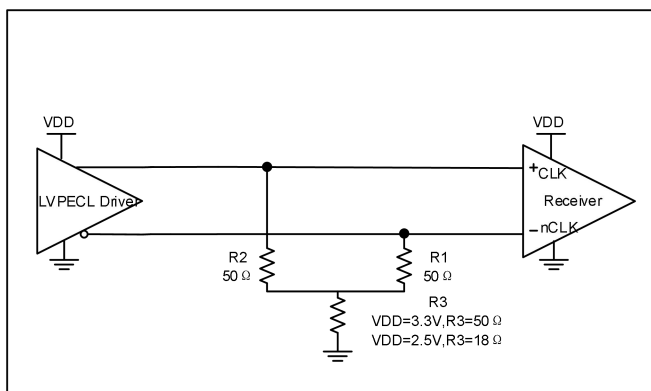 VDD
VDD
LVPECL Driver
+CLK
Receiver
-nCLK
R2
50 Ω
R1
50 Ω
R3
VDD=3.3V,R3=50 Ω
VDD=2.5V,R3=18 Ω